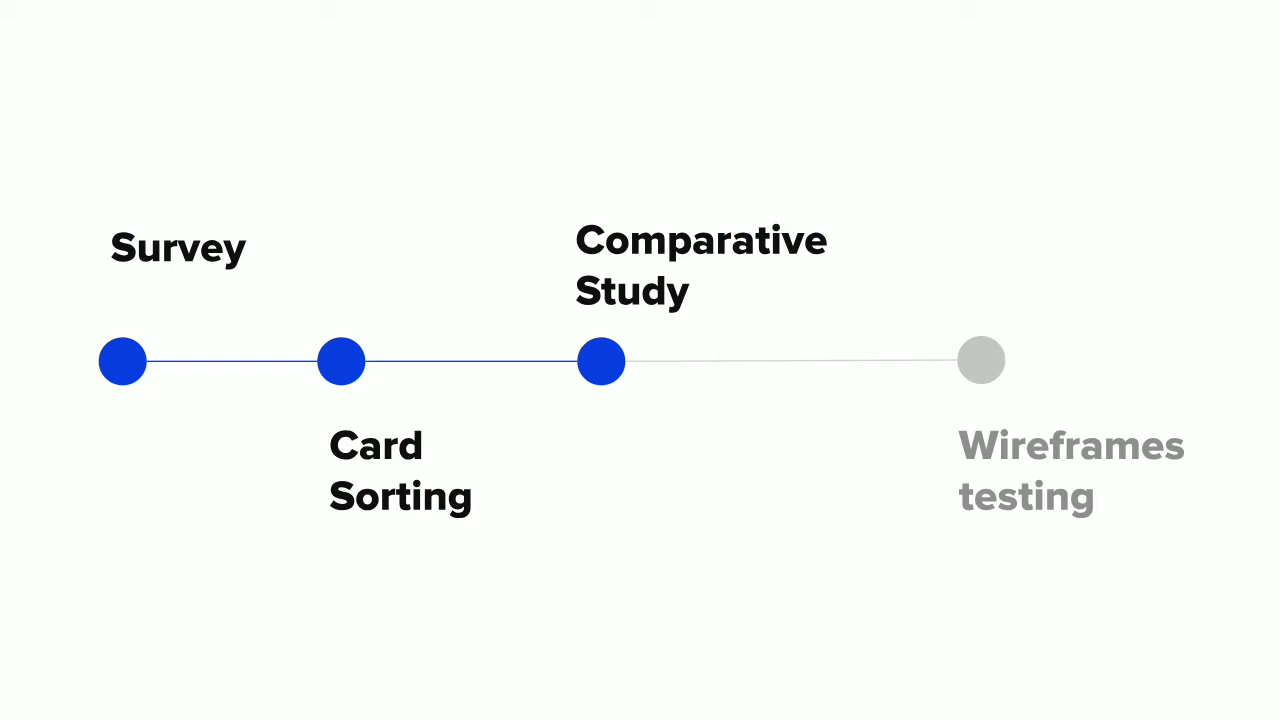 Survey
Comparative
Study
Card
Sorting
Wireframes
testing